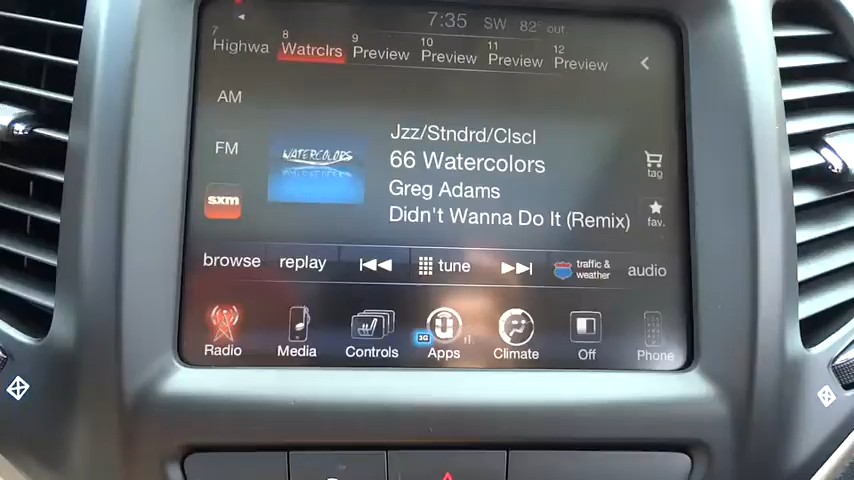 7:35 SW 82° out
7 Highwa 8 Watrclrs 9 Preview 10 Preview 11 Preview 12 Preview
AM
Jzz/Stndrd/Clscl
FM
WATERCOLORS
66 Watercolors
tag
sxm
Greg Adams
Didn't Wanna Do It (Remix)
fav.
browse replay tune traffic & weather audio
3G
Radio Media Controls Apps Climate Off Phone